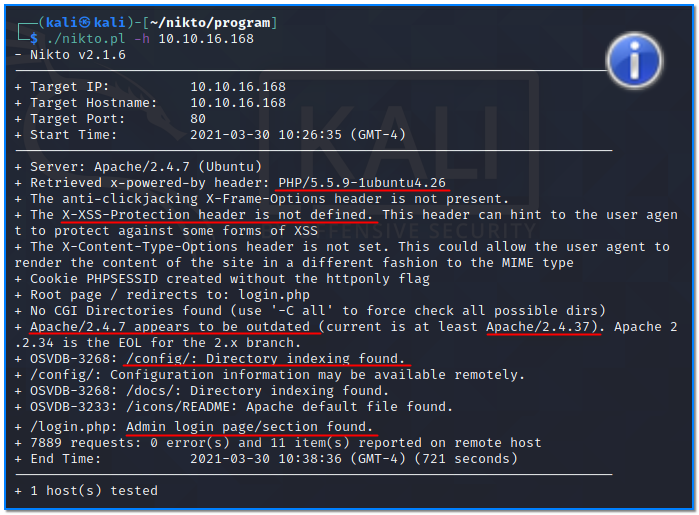 (kali㉿kali)-[~/nikto/program]
$ ./nikto.pl -h 10.10.16.168
- Nikto v2.1.6
+ Target IP: 10.10.16.168
+ Target Hostname: 10.10.16.168
+ Target Port: 80
+ Start Time: 2021-03-30 10:26:35 (GMT-4)
+ Server: Apache/2.4.7 (Ubuntu)
+ Retrieved x-powered-by header: PHP/5.5.9-1ubuntu4.26
+ The anti-clickjacking X-Frame-Options header is not present.
+ The X-XSS-Protection header is not defined. This header can hint to the user agen
t to protect against some forms of XSS
+ The X-Content-Type-Options header is not set. This could allow the user agent to
render the content of the site in a different fashion to the MIME type
+ Cookie PHPSESSID created without the httponly flag
+ Root page / redirects to: login.php
+ No CGI Directories found (use '-C all' to force check all possible dirs)
+ Apache/2.4.7 appears to be outdated (current is at least Apache/2.4.37). Apache 2
.2.34 is the EOL for the 2.x branch.
+ OSVDB-3268: /config/: Directory indexing found.
+ /config/: Configuration information may be available remotely.
+ OSVDB-3268: /docs/: Directory indexing found.
+ OSVDB-3233: /icons/README: Apache default file found.
+ /login.php: Admin login page/section found.
+ 7889 requests: 0 error(s) and 11 item(s) reported on remote host
+ End Time: 2021-03-30 10:38:36 (GMT-4) (721 seconds)
+ 1 host(s) tested
KALI